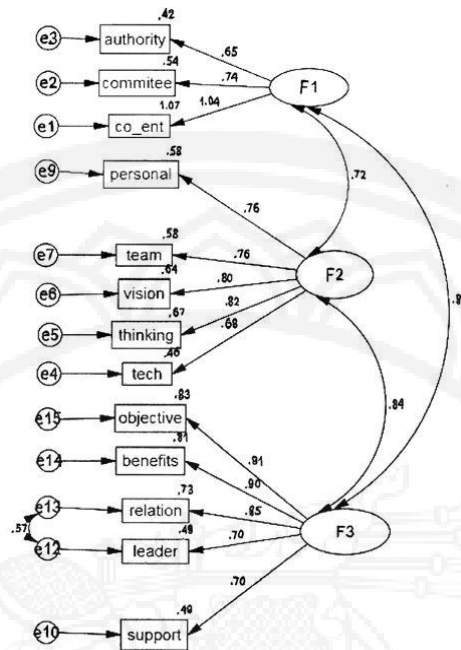 .42
e3 authority .65
.54
e2 commitee .74 F1
1.07 1.04
e1 co_ent
.58 .72
e9 personal
.76
.58
e7 team .76
.64 F2
e6 vision .80
.67 .82
e5 thinking .68
.46
e4 tech
.83 .84
e15 objective
.81 .91
e14 benefits .90
.73
e13 relation .85 F3
.57 .49
e12 leader .70
.70
.49
e10 support